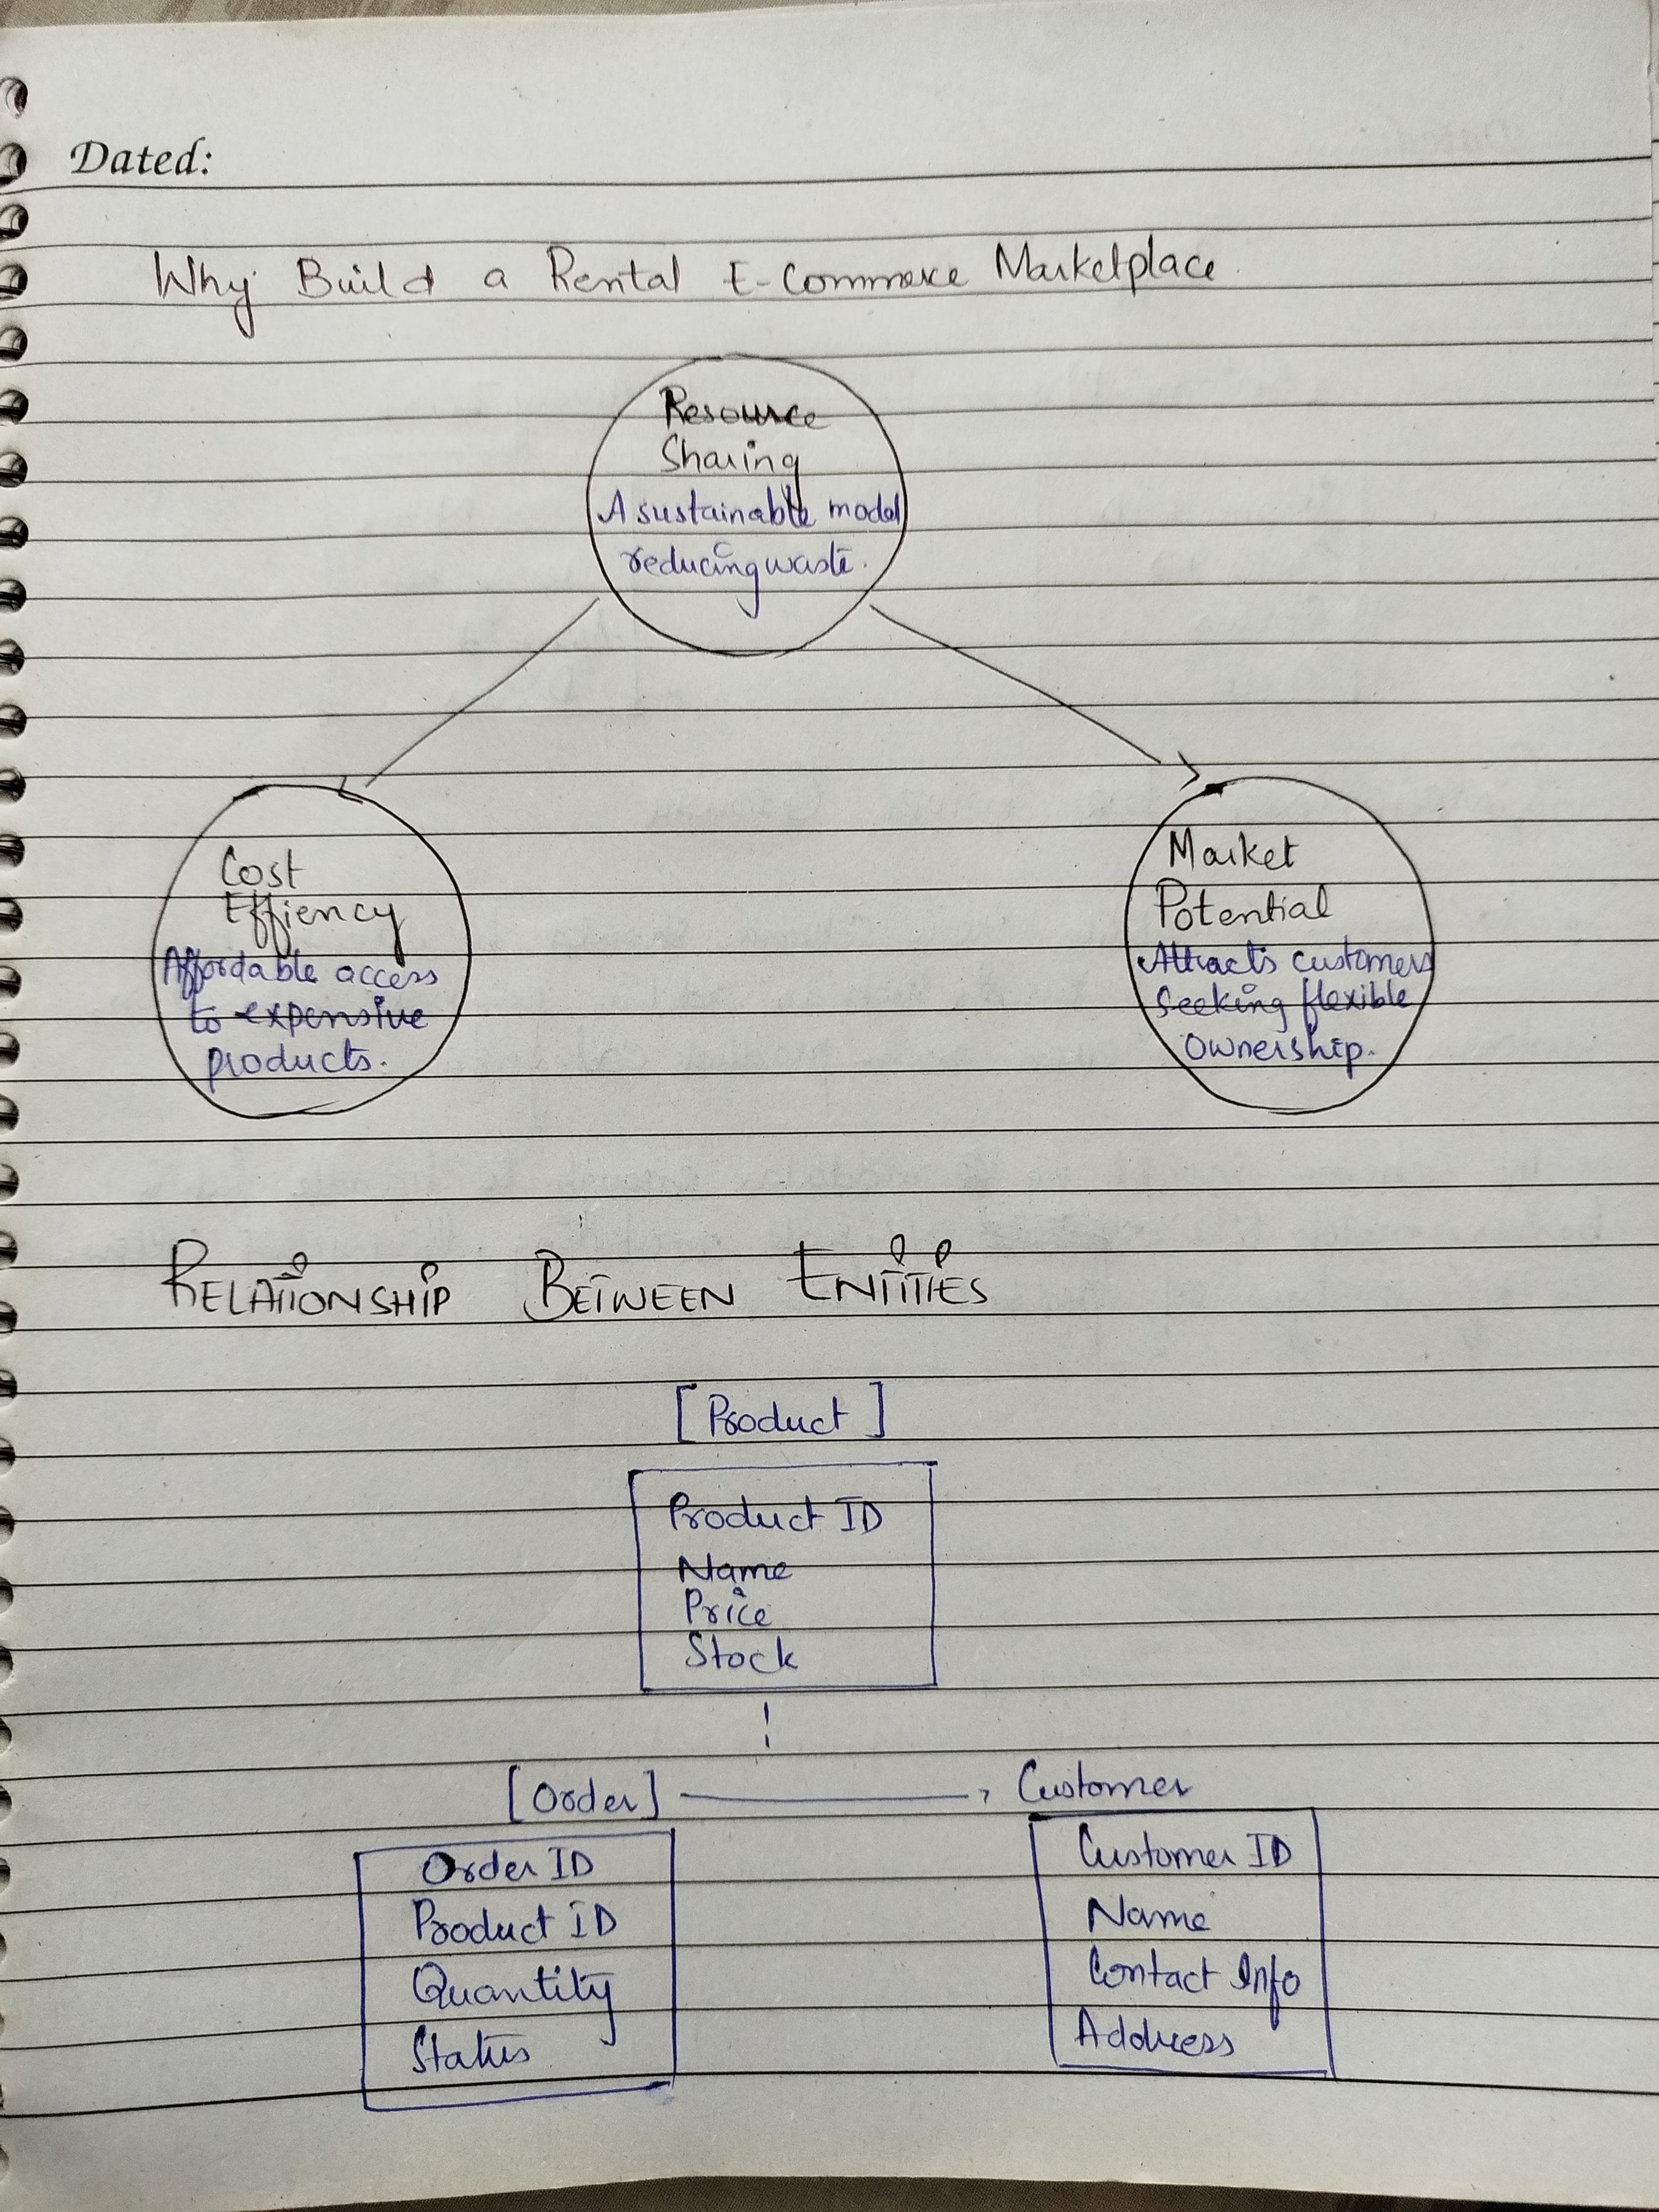 Dated:
Why Build a Rental E-Commerce Marketplace.
Resource
Sharing
A sustainable model
reducing waste.
Cost
Effiency
Affordable access
to expensive
products.
Market
Potential
Attracts customers
Seeking flexible
Ownership.
RELATIONSHIP BETWEEN ENTITIES
[Product]
Product ID
Name
Price
Stock
[Order]
Customer
Order ID
Product ID
Quantity
Status
Customer ID
Name
Contact Info
Address